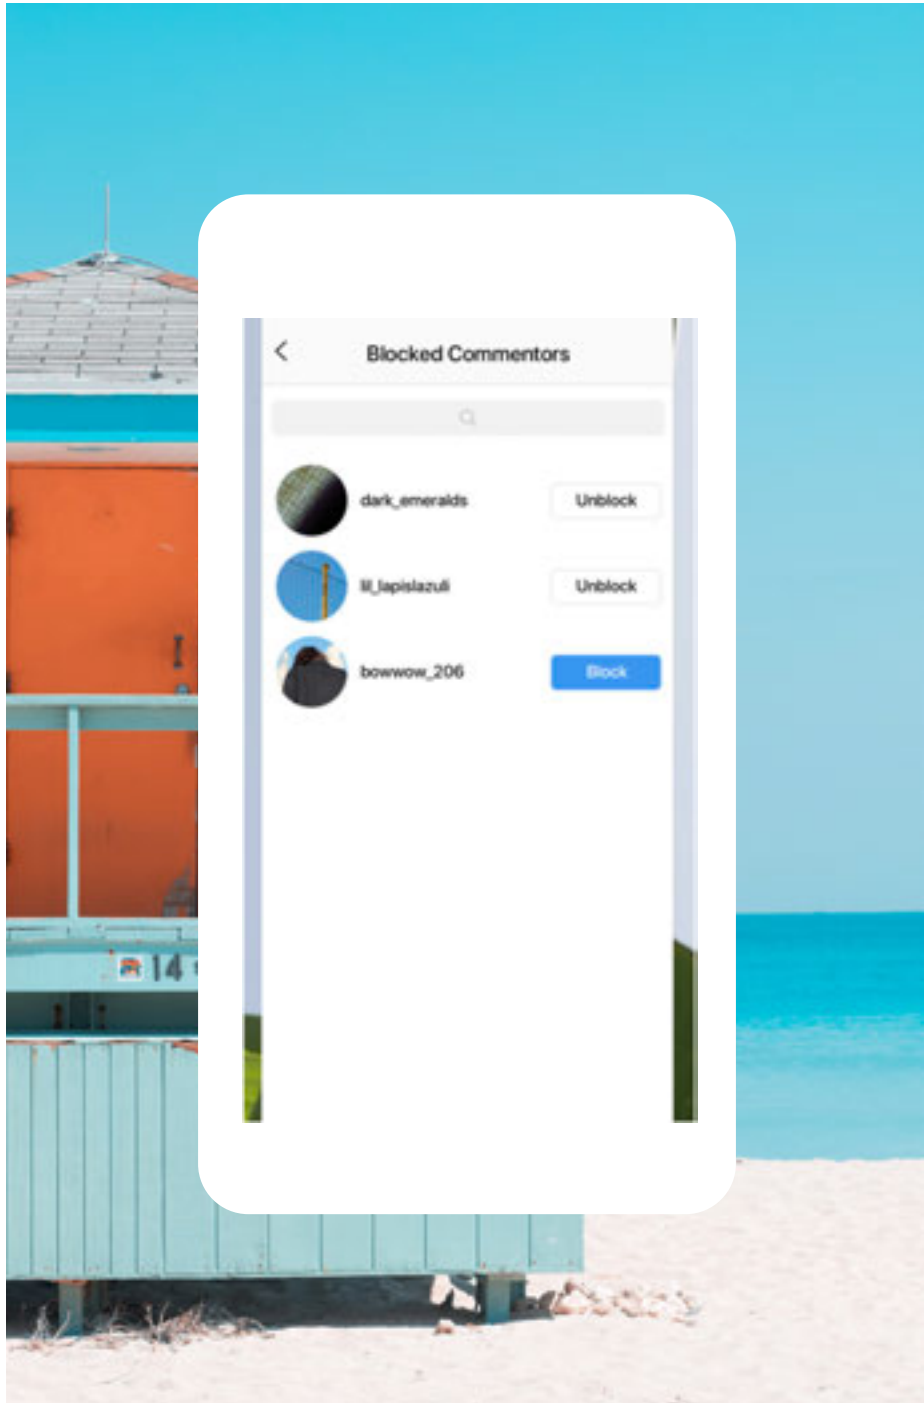 Blocked Commentors
dark_emeralds
Unblock
lil_lapislazuli
Unblock
bowwow_206
Block
14